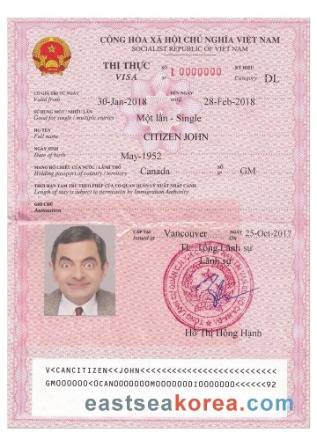 CỘNG HÒA XÃ HỘI CHỦ NGHĨA VIỆT NAM
SOCIALIST REPUBLIC OF VIET NAM
THỊ THỰC SỐ I 0000000 KÝ HIỆU
VISA Nº Category DL
CÓ GIÁ TRỊ TỪ NGÀY ĐẾN NGÀY
Valid from 30-Jan-2018 until 28-Feb-2018
SỬ DỤNG MỘT / NHIỀU LẦN
Good for single / multiple entries Một lần - Single
HỌ TÊN
Full name CITIZEN JOHN
NGÀY SINH
Date of birth May-1952
MANG HỘ CHIẾU CỦA NƯỚC / LÃNH THỔ SỐ
Holding passport of country / territory Canada Nº GM
THỜI HẠN TẠM TRÚ THEO PHÉP CỦA CƠ QUAN QUẢN LÝ XUẤT NHẬP CẢNH
Length of stay is subject to permission by Immigration Authority
GHI CHÚ
Annotation
CẤP TẠI Vancouver NGÀY 25-Oct-2017
Issued at ON
TL. Tổng Lãnh sự
Lãnh sự
Hồ Thị Hồng Hạnh
V<CANCITIZEN<<JOHN<<<<<<<<<<<<<<<<<<<<<<<<<<
eastseakorea.com